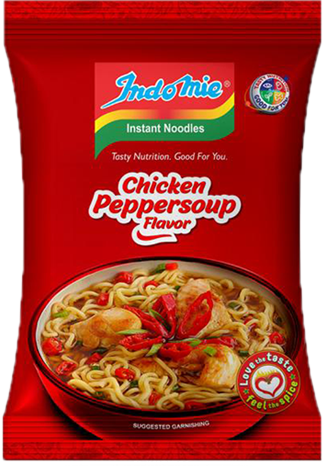 Indomie®
Instant Noodles
Tasty Nutrition. Good For You.
Chicken
Peppersoup
Flavor
Love the taste
feel the spice
SUGGESTED GARNISHING